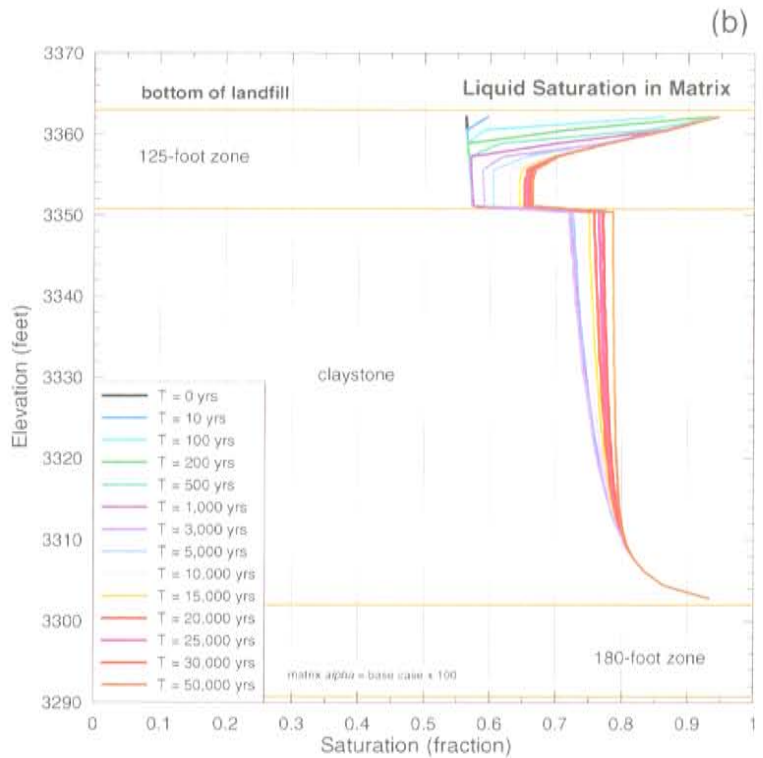 (b)
3370
bottom of landfill
Liquid Saturation in Matrix
3360
125-foot zone
3350
3340
Elevation (feet)
claystone
3330
T = 0 yrs
T = 10 yrs
T = 100 yrs
3320
T = 200 yrs
T = 500 yrs
T = 1,000 yrs
T = 3,000 yrs
3310
T = 5,000 yrs
T = 10,000 yrs
T = 15,000 yrs
3300
T = 20,000 yrs
T = 25,000 yrs
T = 30,000 yrs
T = 50,000 yrs
180-foot zone
matrix alpha = base case x 100
3290
0 0.1 0.2 0.3 0.4 0.5 0.6 0.7 0.8 0.9 1
Saturation (fraction)